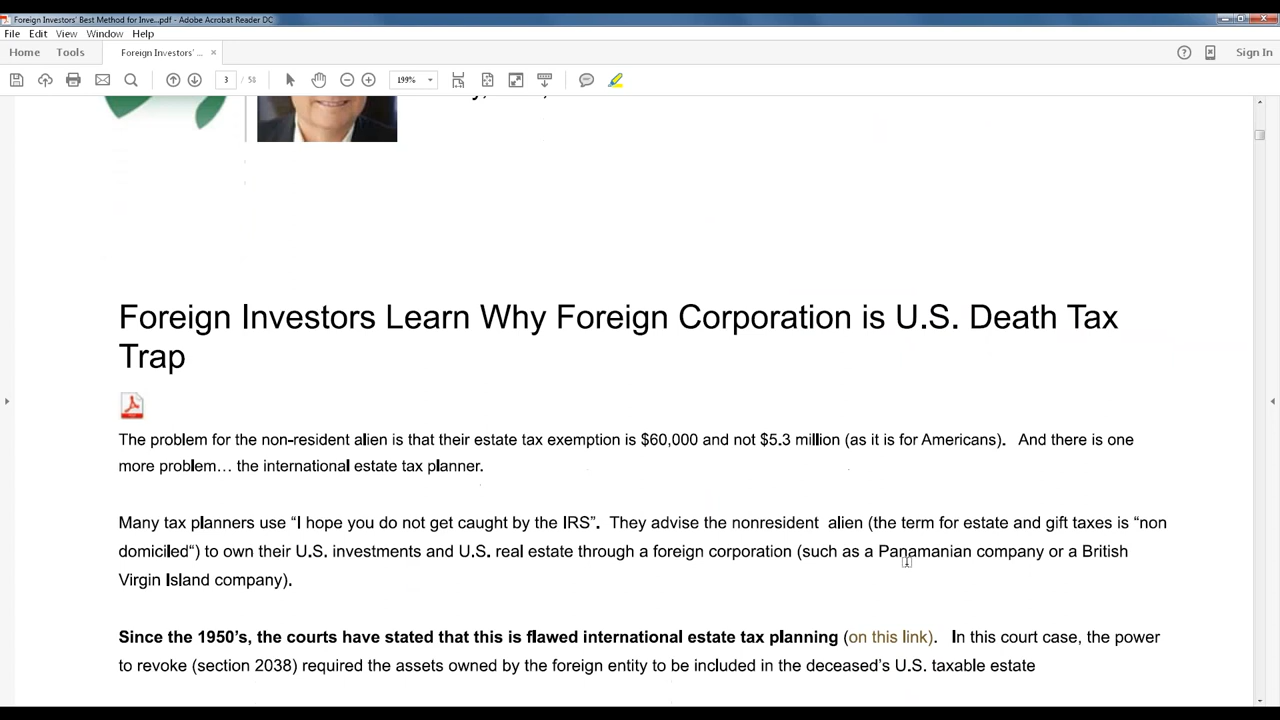 Foreign Investors' Best Method for Inve...pdf - Adobe Acrobat Reader DC
File Edit View Window Help
Home Tools Foreign Investors' ... × Sign In
3 / 58 199%
Foreign Investors Learn Why Foreign Corporation is U.S. Death Tax
Trap
The problem for the non-resident alien is that their estate tax exemption is $60,000 and not $5.3 million (as it is for Americans). And there is one
more problem… the international estate tax planner.
Many tax planners use “I hope you do not get caught by the IRS”. They advise the nonresident alien (the term for estate and gift taxes is “non
domiciled“) to own their U.S. investments and U.S. real estate through a foreign corporation (such as a Panamanian company or a British
Virgin Island company).
Since the 1950’s, the courts have stated that this is flawed international estate tax planning (on this link). In this court case, the power
to revoke (section 2038) required the assets owned by the foreign entity to be included in the deceased’s U.S. taxable estate